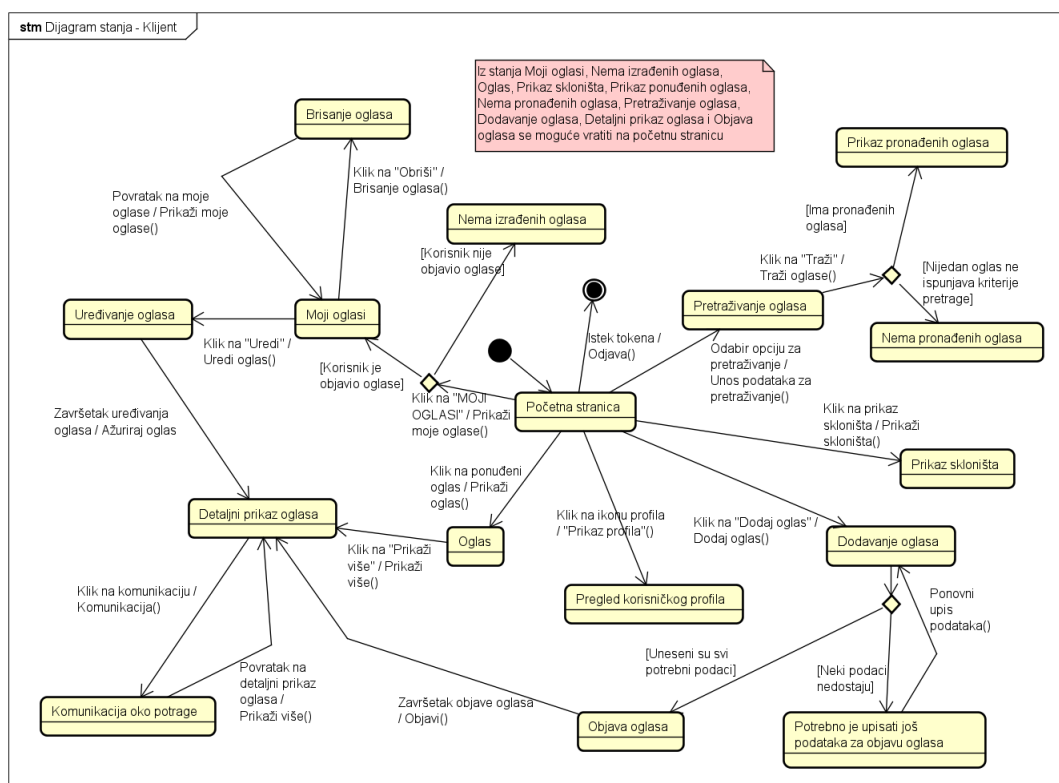 stm Dijagram stanja - Klijent
Iz stanja Moji oglasi, Nema izrađenih oglasa,
Oglas, Prikaz skloništa, Prikaz ponuđenih oglasa,
Nema pronađenih oglasa, Pretraživanje oglasa,
Dodavanje oglasa, Detaljni prikaz oglasa i Objava
oglasa se moguće vratiti na početnu stranicu
Brisanje oglasa
Prikaz pronađenih oglasa
Klik na "Obriši" /
Brisanje oglasa()
Povratak na moje
oglase / Prikaži moje
oglase()
Nema izrađenih oglasa
[Ima pronađenih
oglasa]
[Korisnik nije
objavio oglase]
Klik na "Traži" /
Traži oglase()
[Nijedan oglas ne
ispunjava kriterije
pretrage]
Uređivanje oglasa
Moji oglasi
Pretraživanje oglasa
Nema pronađenih oglasa
Klik na "Uredi" /
Uredi oglas()
Istek tokena /
Odjava()
Odabir opciju za
pretraživanje /
Unos podataka za
pretraživanje()
[Korisnik je
objavio oglase]
Klik na "MOJI
OGLASI" / Prikaži
moje oglase()
Početna stranica
Završetak uređivanja
oglasa / Ažuriraj oglas
Klik na prikaz
skloništa / Prikaži
skloništa()
Prikaz skloništa
Klik na ponuđeni
oglas / Prikaži
oglas()
Detaljni prikaz oglasa
Klik na ikonu profila
/ "Prikaz profila"()
Klik na "Dodaj oglas" /
Dodaj oglas()
Oglas
Dodavanje oglasa
Klik na "Prikaži
više" / Prikaži
više()
Klik na komunikaciju /
Komunikacija()
Pregled korisničkog profila
Ponovni
upis
podataka()
[Uneseni su svi
potrebni podaci]
[Neki podaci
nedostaju]
Povratak na
detaljni prikaz
oglasa /
Prikaži više()
Završetak objave oglasa
/ Objavi()
Komunikacija oko potrage
Objava oglasa
Potrebno je upisati još
podataka za objavu oglasa